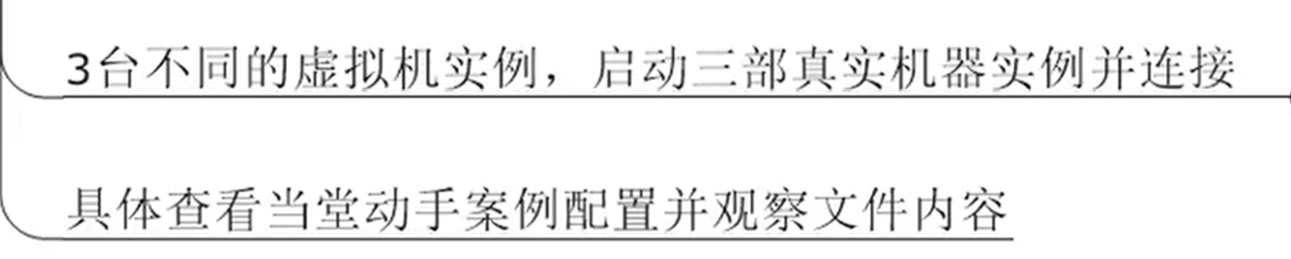 3台不同的虚拟机实例，启动三部真实机器实例并连接
具体查看当堂动手案例配置并观察文件内容